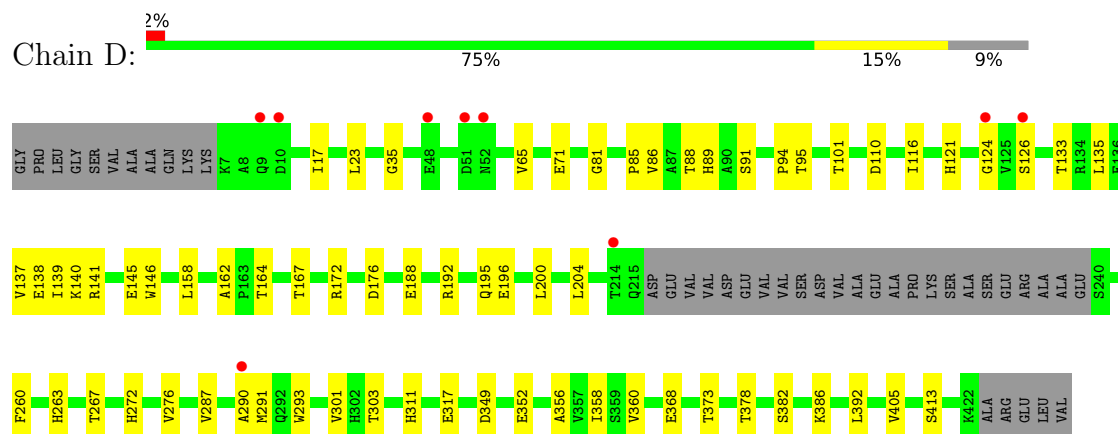 2%
Chain D:
75% 15% 9%
GLY PRO LEU GLY SER VAL ALA ALA GLN LYS LYS K7 A8 Q9 D10 I17 L23 G35 E48 D51 N52 V65 E71 G81 P85 V86 A87 T88 H89 A90 S91 P94 T95 T101 D110 I116 H121 G124 V125 S126 T133 R134 L135 E136
V137 E138 I139 K140 R141 E145 W146 L158 A162 P163 T164 T167 R172 D176 E188 R192 Q195 E196 L200 L204 T214 Q215 ASP GLU VAL VAL ASP GLU VAL VAL SER ASP VAL ALA GLU ALA PRO LYS SER ALA SER GLU ARG ALA ALA GLU S240
F260 H263 T267 H272 V276 V287 A290 M291 Q292 W293 V301 H302 T303 H311 E317 D349 E352 A356 V357 I358 S359 V360 E368 T373 T378 S382 K386 L392 V405 S413 K422 ALA ARG GLU LEU VAL